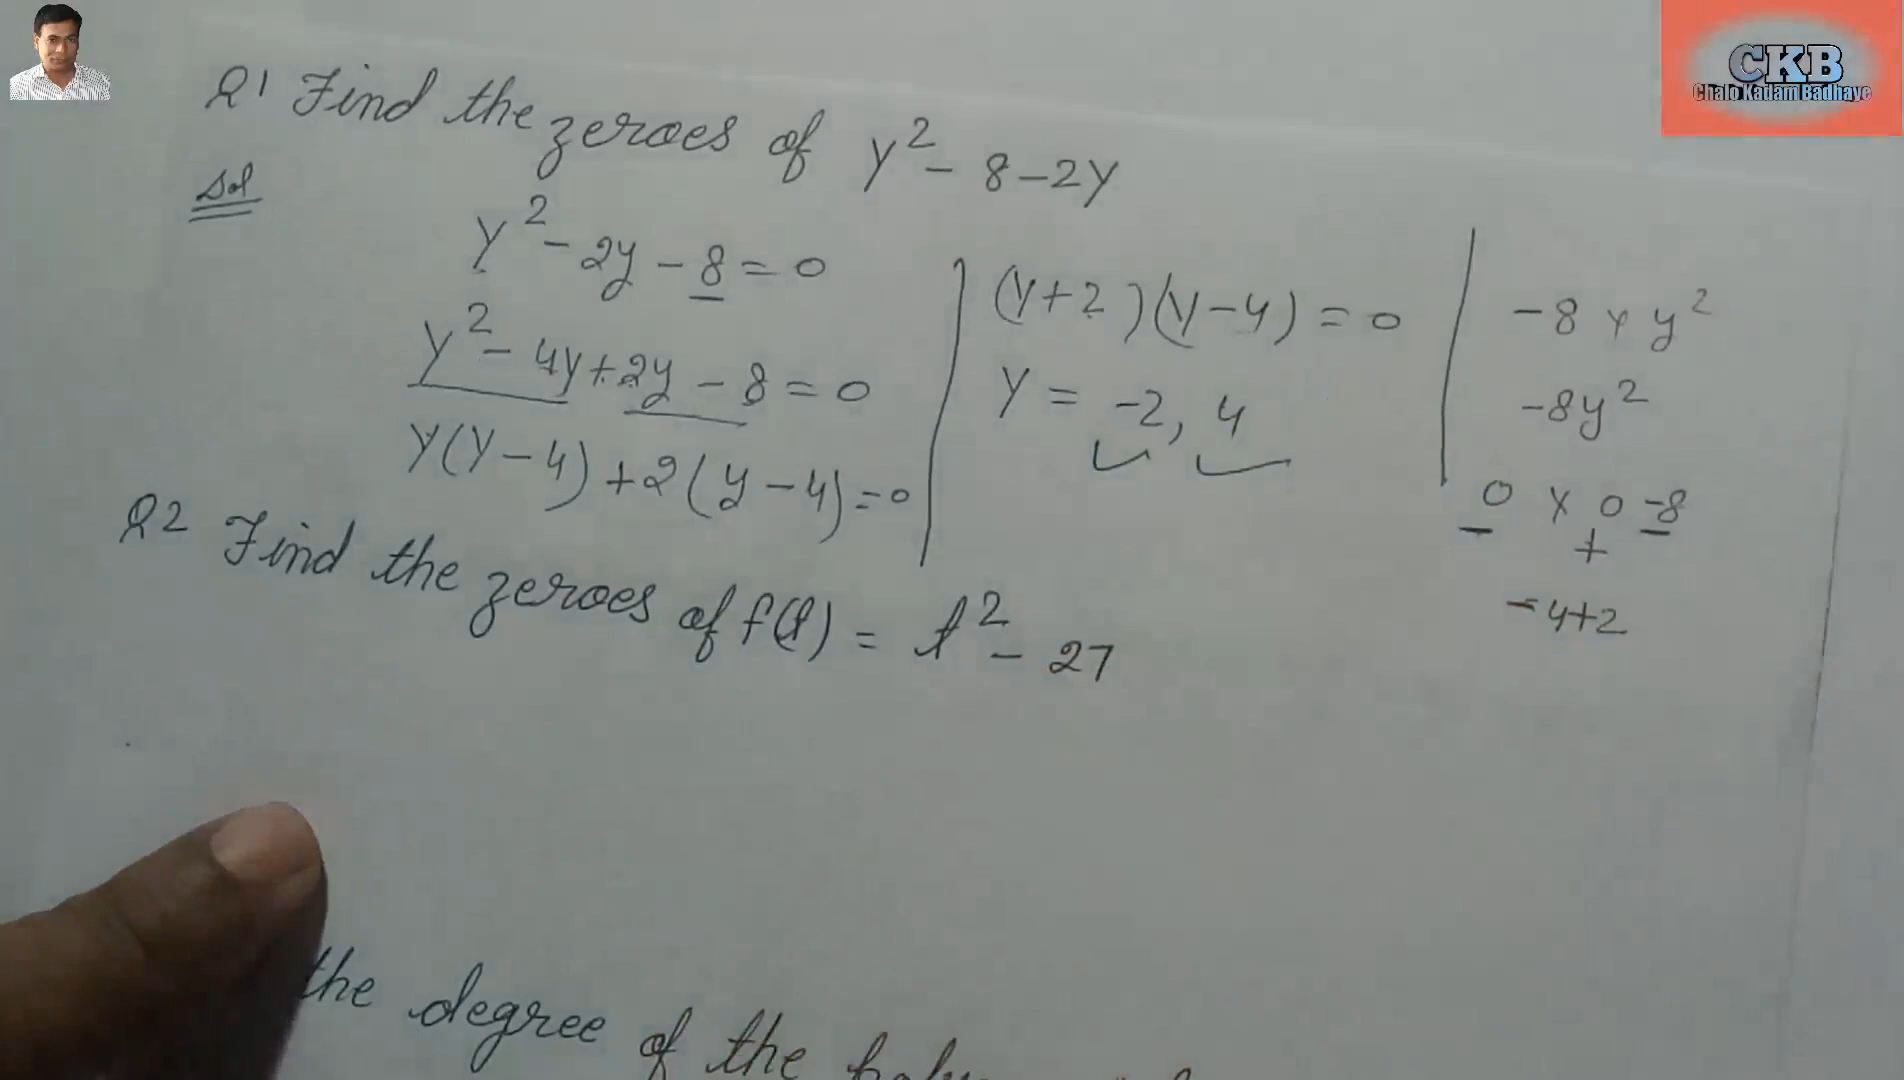 CKB
Chalo Kadam Badhaye
Q1 Find the zeroes of y² - 8 - 2y
Sol
y² - 2y - 8 = 0
y² - 4y + 2y - 8 = 0
y(y - 4) + 2(y - 4) = 0
(y + 2)(y - 4) = 0
y = -2, 4
-8 × y²
-8y²
0 × 0 -8
- +
-4+2
Q2 Find the zeroes of f(t) = t² - 27
the degree of the